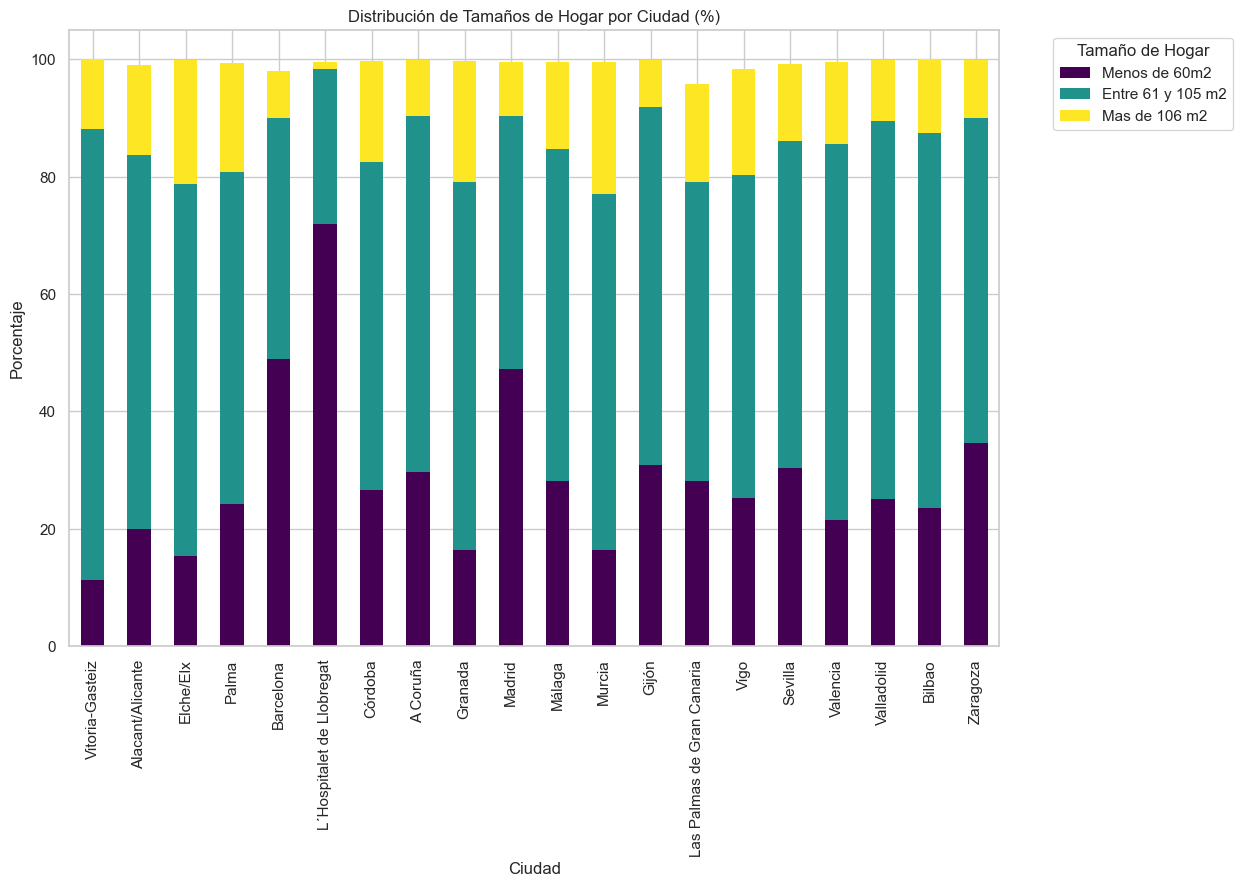 Distribución de Tamaños de Hogar por Ciudad (%)
Tamaño de Hogar
Menos de 60m2
Entre 61 y 105 m2
Mas de 106 m2
Porcentaje
100
80
60
40
20
0
Vitoria-Gasteiz
Alacant/Alicante
Elche/Elx
Palma
Barcelona
L´Hospitalet de Llobregat
Córdoba
A Coruña
Granada
Madrid
Málaga
Murcia
Gijón
Las Palmas de Gran Canaria
Vigo
Sevilla
Valencia
Valladolid
Bilbao
Zaragoza
Ciudad